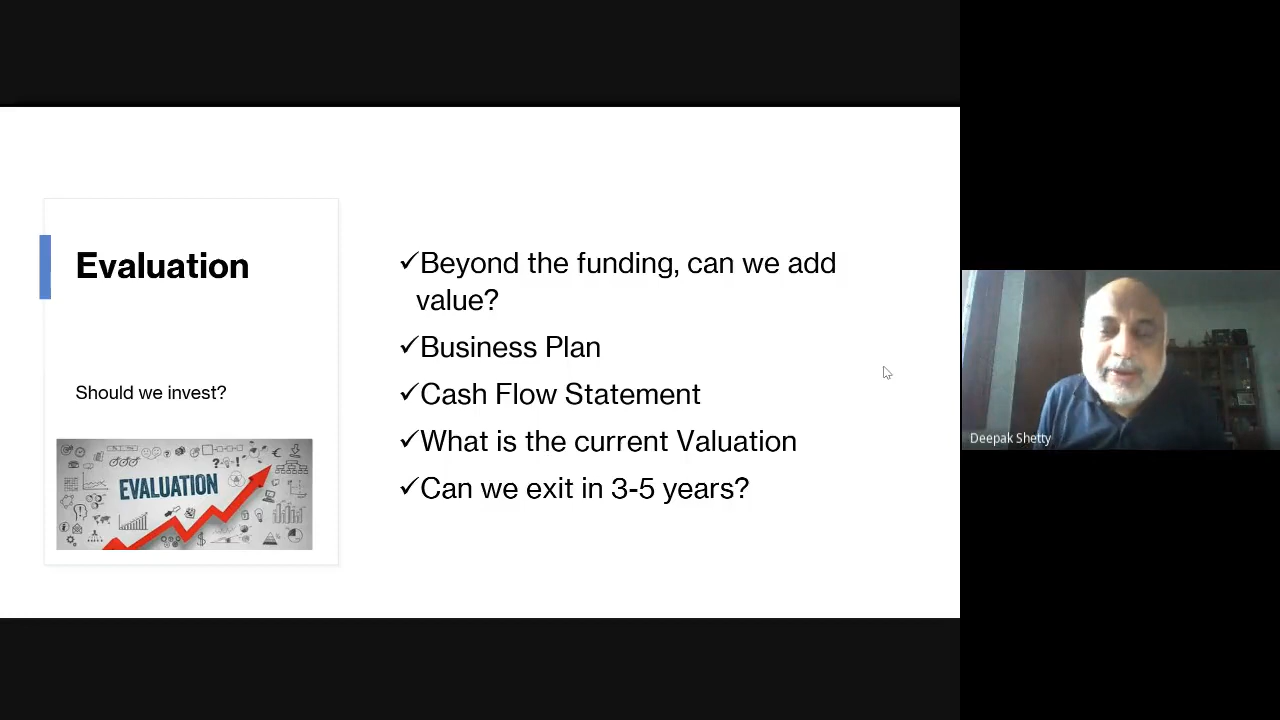 Evaluation
Should we invest?
EVALUATION
✓Beyond the funding, can we add
value?
✓Business Plan
✓Cash Flow Statement
✓What is the current Valuation
✓Can we exit in 3-5 years?
Deepak Shetty